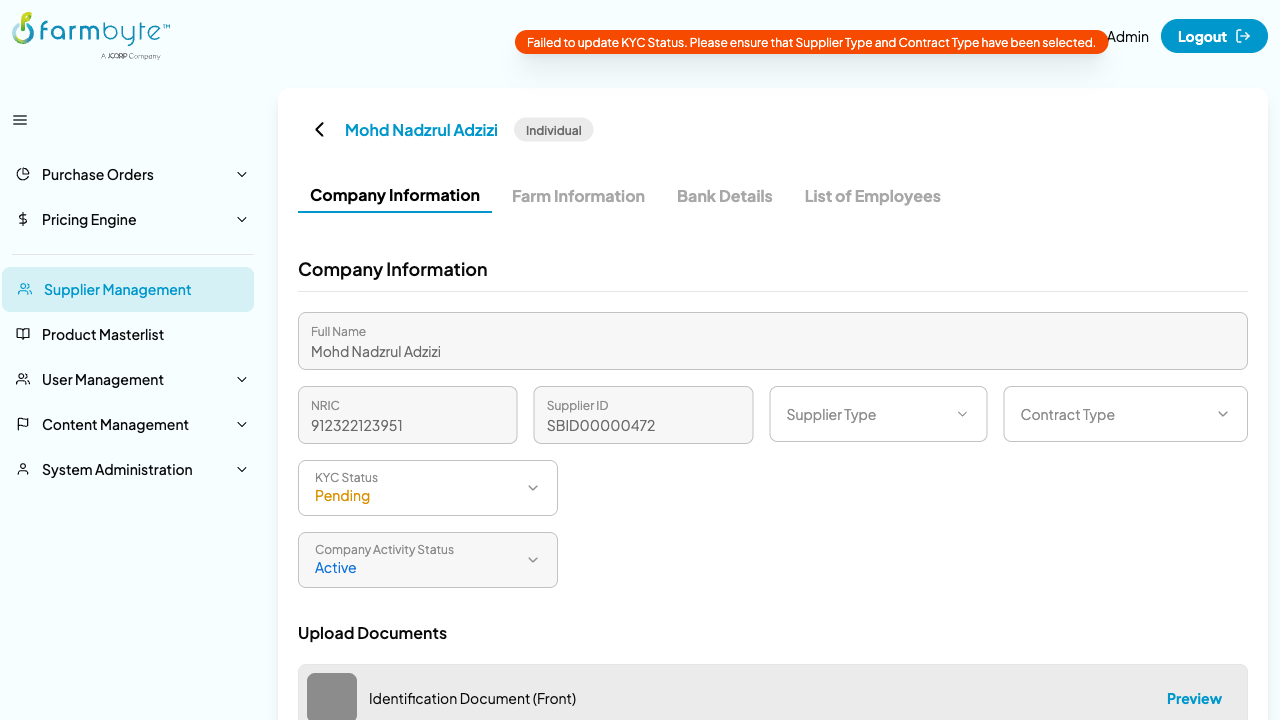 farmbyte™
A JCORP Company
Failed to update KYC Status. Please ensure that Supplier Type and Contract Type have been selected.
Admin
Logout
Mohd Nadzrul Adzizi
Individual
Purchase Orders
Pricing Engine
Supplier Management
Product Masterlist
User Management
Content Management
System Administration
Company Information
Farm Information
Bank Details
List of Employees
Company Information
Full Name
Mohd Nadzrul Adzizi
NRIC
912322123951
Supplier ID
SBID00000472
Supplier Type
Contract Type
KYC Status
Pending
Company Activity Status
Active
Upload Documents
Identification Document (Front)
Preview